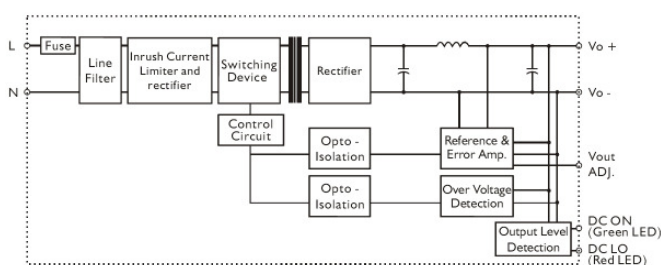 L
Fuse
Line
Filter
Inrush Current
Limiter and
rectifier
Switching
Device
Rectifier
Vo +
N
Vo -
Control
Circuit
Opto -
Isolation
Reference &
Error Amp.
Vout
ADJ.
Opto -
Isolation
Over Voltage
Detection
Output Level
Detection
DC ON
(Green LED)
DC LO
(Red LED)